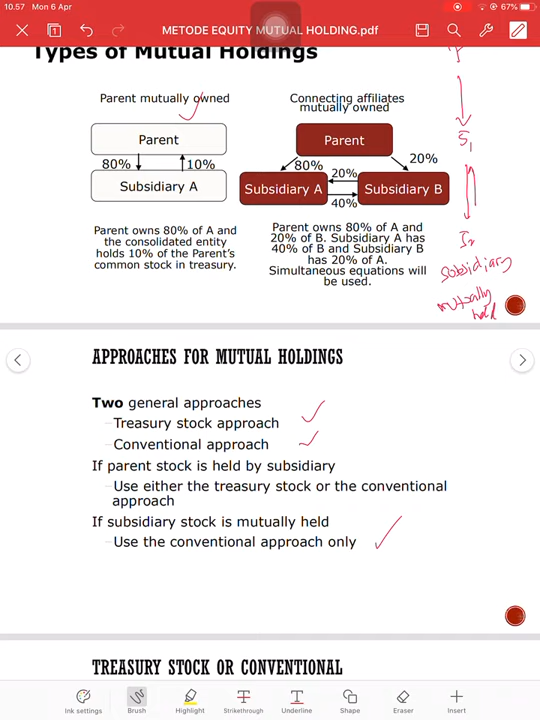 10.57 Mon 6 Apr
67%
METODE EQUITY MUTUAL HOLDING.pdf
1
Types of Mutual Holdings
Parent mutually owned
Connecting affiliates
mutually owned
Parent
80%
10%
Subsidiary A
Parent
80%
20%
20%
Subsidiary A
Subsidiary B
40%
Parent owns 80% of A and
the consolidated entity
holds 10% of the Parent's
common stock in treasury.
Parent owns 80% of A and
20% of B. Subsidiary A has
40% of B and Subsidiary B
has 20% of A.
Simultaneous equations will
be used.
S1
S2
subsidiary
mutually
held
APPROACHES FOR MUTUAL HOLDINGS
Two general approaches
–Treasury stock approach
–Conventional approach
If parent stock is held by subsidiary
–Use either the treasury stock or the conventional
approach
If subsidiary stock is mutually held
–Use the conventional approach only
TREASURY STOCK OR CONVENTIONAL
Ink settings
Brush
Highlight
Strikethrough
Underline
Shape
Eraser
Insert